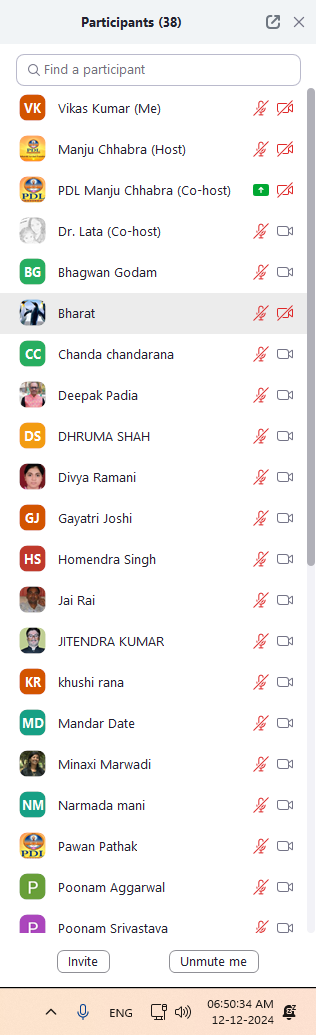 Participants (38)
Find a participant
VK Vikas Kumar (Me)
PDL Manju Chhabra (Host)
PDL PDL Manju Chhabra (Co-host)
Dr. Lata (Co-host)
BG Bhagwan Godam
Bharat
CC Chanda chandarana
Deepak Padia
DS DHRUMA SHAH
Divya Ramani
GJ Gayatri Joshi
HS Homendra Singh
Jai Rai
JITENDRA KUMAR
KR khushi rana
MD Mandar Date
Minaxi Marwadi
NM Narmada mani
PDL Pawan Pathak
P Poonam Aggarwal
P Poonam Srivastava
Invite Unmute me
ENG 06:50:34 AM
12-12-2024